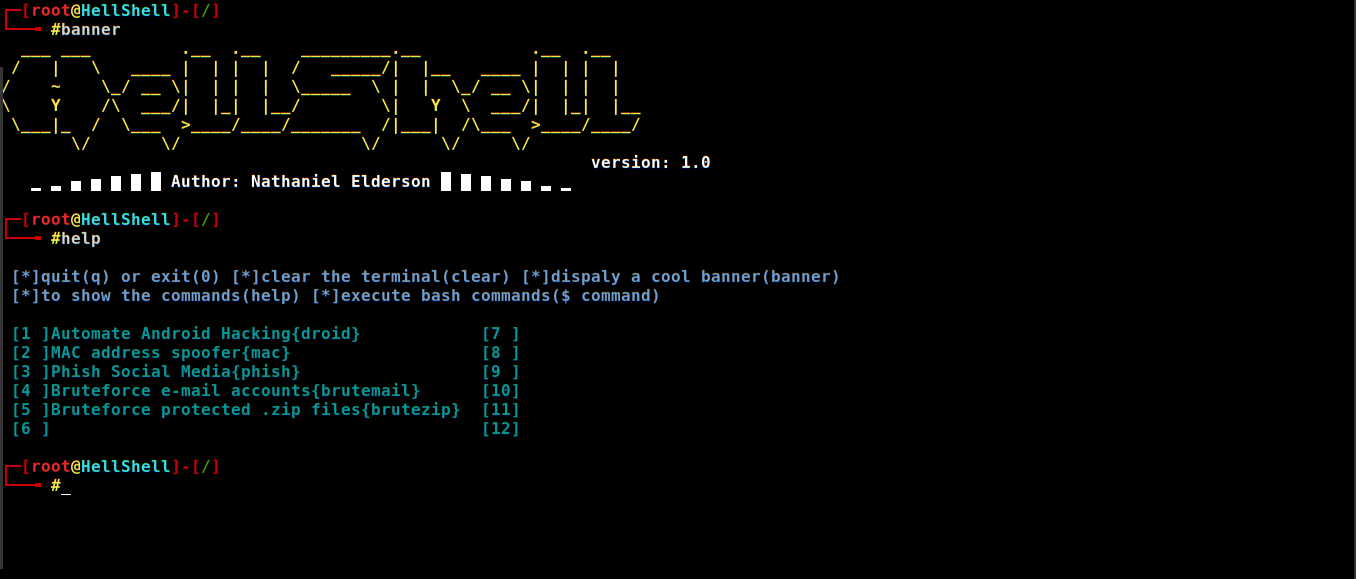 [root@HellShell]-[/]
#banner
HellShell
version: 1.0
Author: Nathaniel Elderson
[root@HellShell]-[/]
#help
[*]quit(q) or exit(0) [*]clear the terminal(clear) [*]dispaly a cool banner(banner)
[*]to show the commands(help) [*]execute bash commands($ command)
[1 ]Automate Android Hacking{droid} [7 ]
[2 ]MAC address spoofer{mac} [8 ]
[3 ]Phish Social Media{phish} [9 ]
[4 ]Bruteforce e-mail accounts{brutemail} [10]
[5 ]Bruteforce protected .zip files{brutezip} [11]
[6 ] [12]
[root@HellShell]-[/]
#_